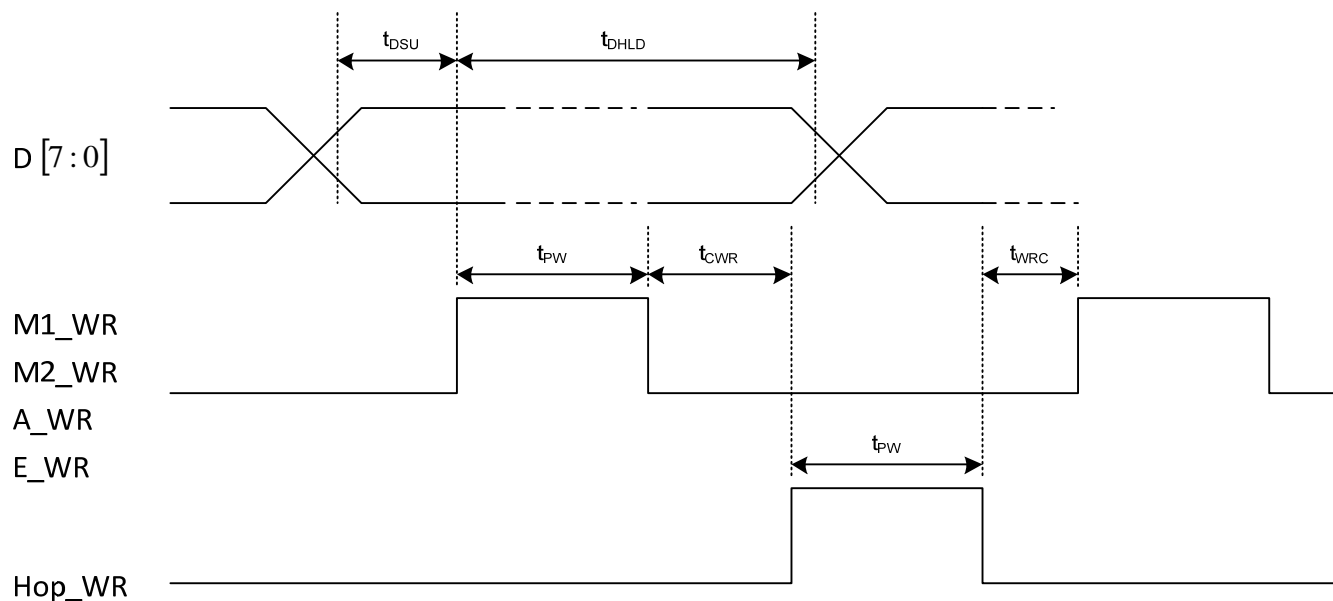 tDSU
tDHLD
D [7:0]
tPW
tCWR
tWRC
M1_WR
M2_WR
A_WR
E_WR
tPW
Hop_WR